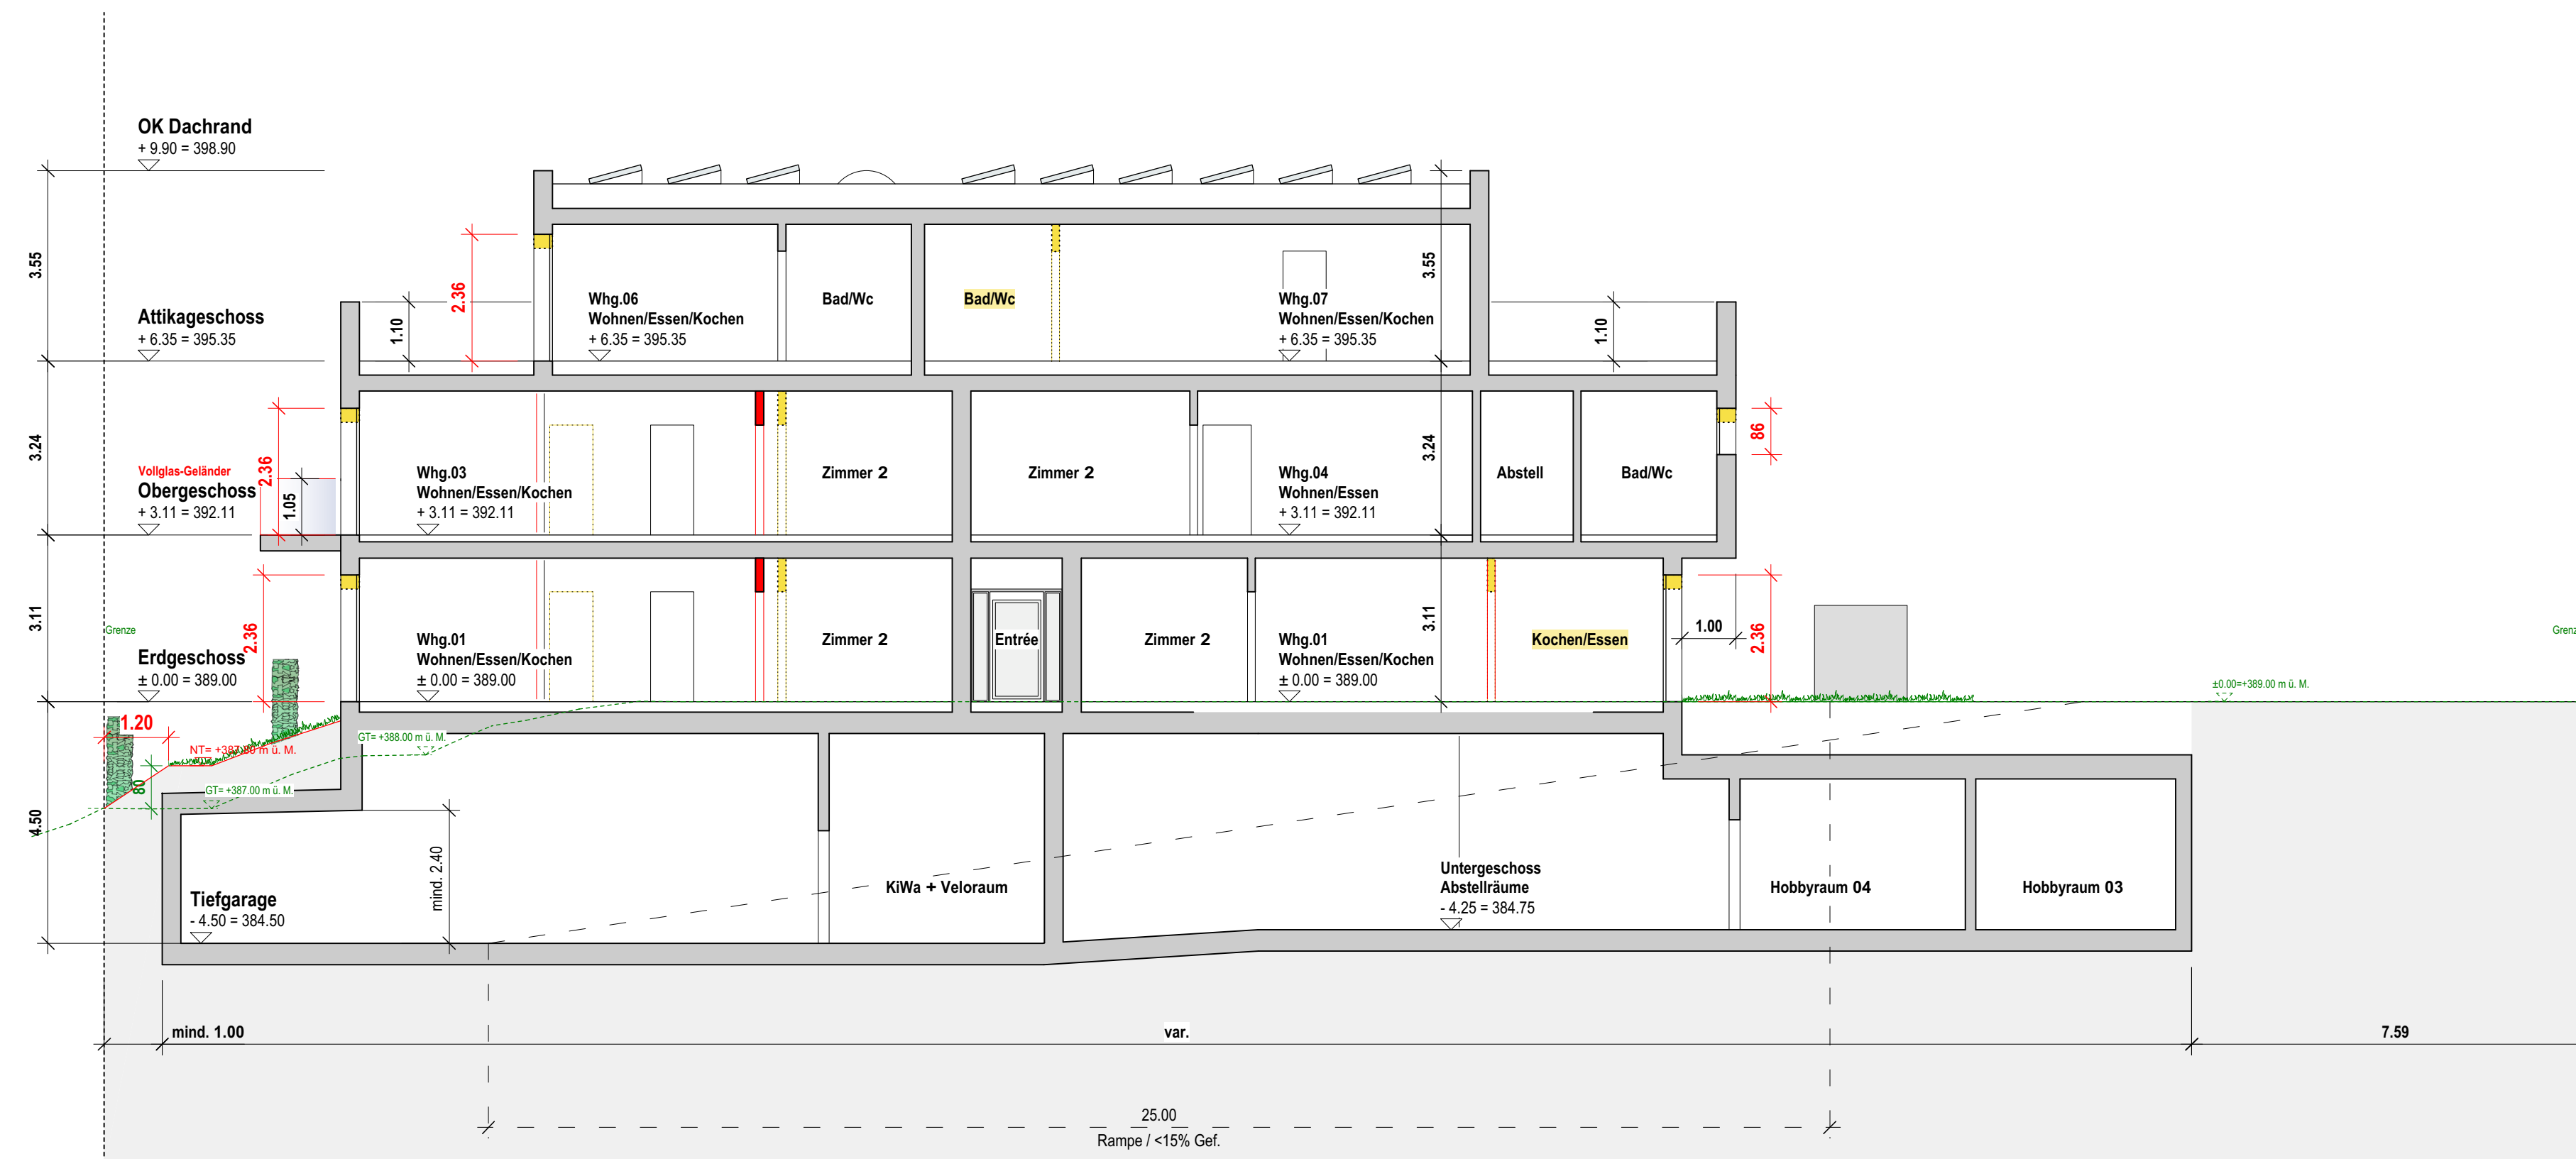 OK Dachrand
+ 9.90 = 398.90
3.55
Attikageschoss
+ 6.35 = 395.35
1.10
2.36
Whg.06
Wohnen/Essen/Kochen
+ 6.35 = 395.35
Bad/Wc
Bad/Wc
Whg.07
Wohnen/Essen/Kochen
+ 6.35 = 395.35
3.55
1.10
3.24
Vollglas-Geländer
Obergeschoss
+ 3.11 = 392.11
2.36
1.05
Whg.03
Wohnen/Essen/Kochen
+ 3.11 = 392.11
Zimmer 2
Zimmer 2
Whg.04
Wohnen/Essen
+ 3.11 = 392.11
3.24
Abstell
Bad/Wc
86
3.11
Grenze
Erdgeschoss
± 0.00 = 389.00
2.36
Whg.01
Wohnen/Essen/Kochen
± 0.00 = 389.00
Zimmer 2
Entrée
Zimmer 2
Whg.01
Wohnen/Essen/Kochen
± 0.00 = 389.00
3.11
Kochen/Essen
1.00
2.36
Grenz
±0.00=+389.00 m ü. M.
1.20
80
GT= +388.00 m ü. M.
GT= +387.00 m ü. M.
4.50
Tiefgarage
- 4.50 = 384.50
mind. 2.40
KiWa + Veloraum
Untergeschoss
Abstellräume
- 4.25 = 384.75
Hobbyraum 04
Hobbyraum 03
mind. 1.00
var.
7.59
25.00
Rampe / <15% Gef.